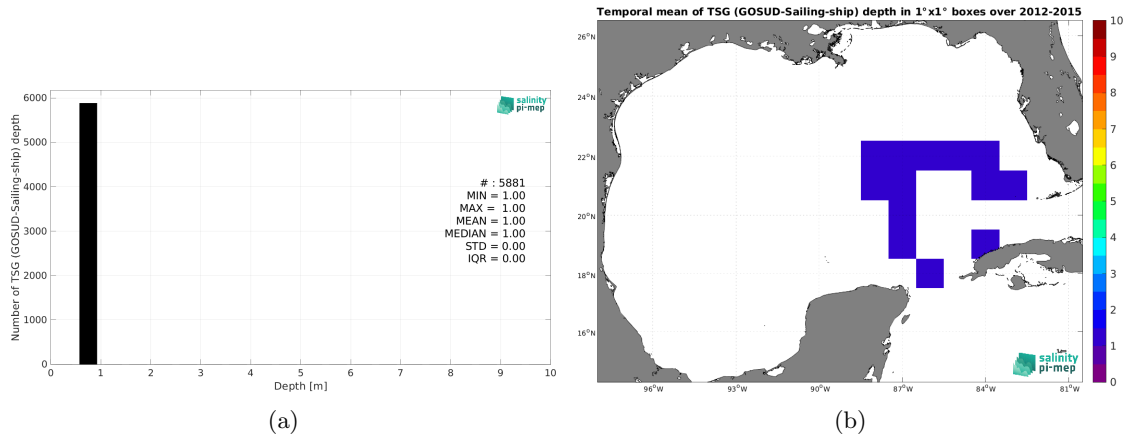 Number of TSG (GOSUD-Sailing-ship) depth
6000
5000
4000
3000
2000
1000
0
0 1 2 3 4 5 6 7 8 9 10
Depth [m]
salinity
pi-mep
# : 5881
MIN = 1.00
MAX = 1.00
MEAN = 1.00
MEDIAN = 1.00
STD = 0.00
IQR = 0.00
(a)
Temporal mean of TSG (GOSUD-Sailing-ship) depth in 1°x1° boxes over 2012-2015
26°N
24°N
22°N
20°N
18°N
16°N
96°W 93°W 90°W 87°W 84°W 81°W
salinity
pi-mep
10
9
8
7
6
5
4
3
2
1
0
(b)